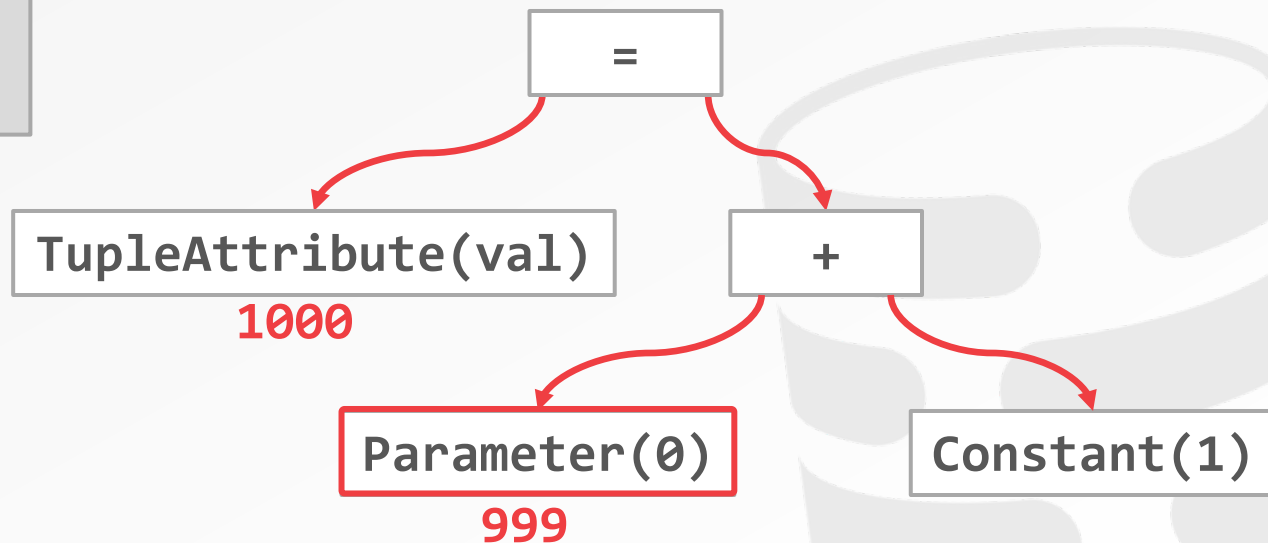 =
TupleAttribute(val)
+
1000
Parameter(0)
Constant(1)
999